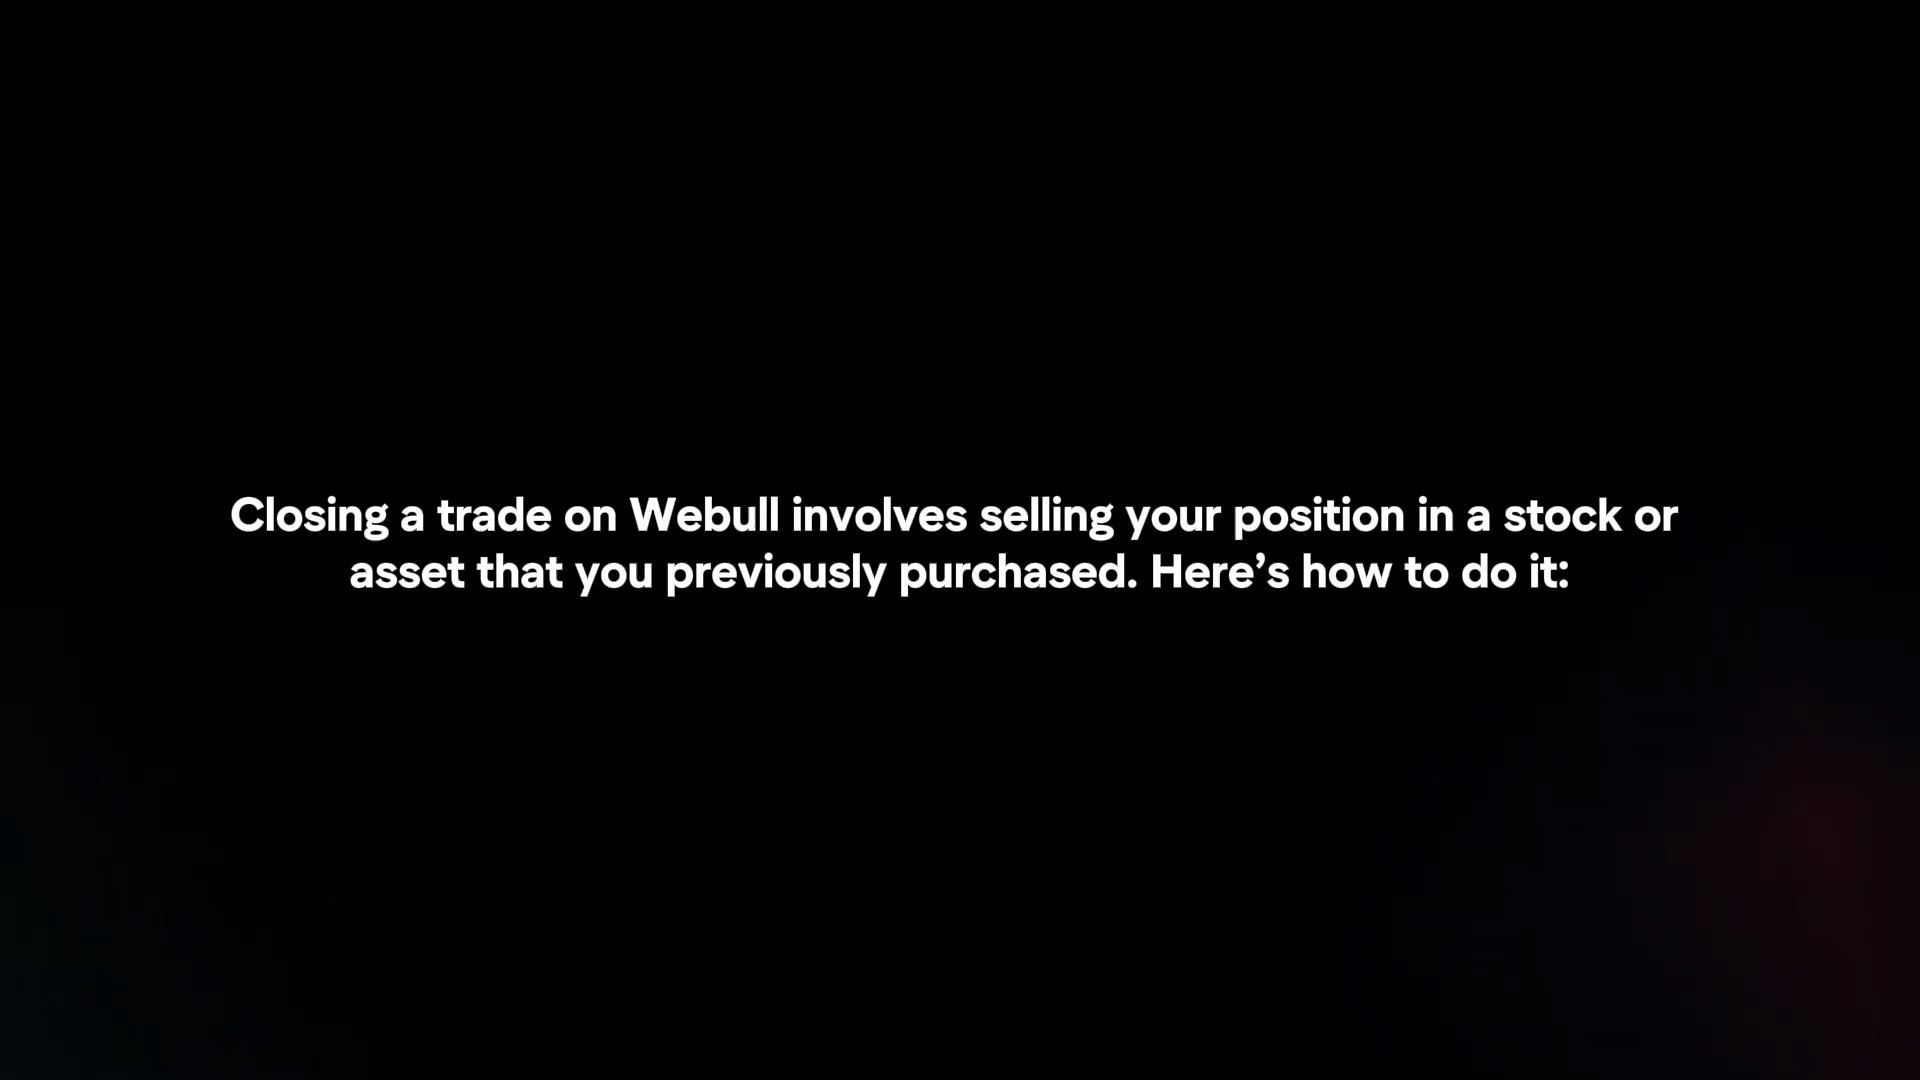 Closing a trade on Webull involves selling your position in a stock or
asset that you previously purchased. Here’s how to do it: